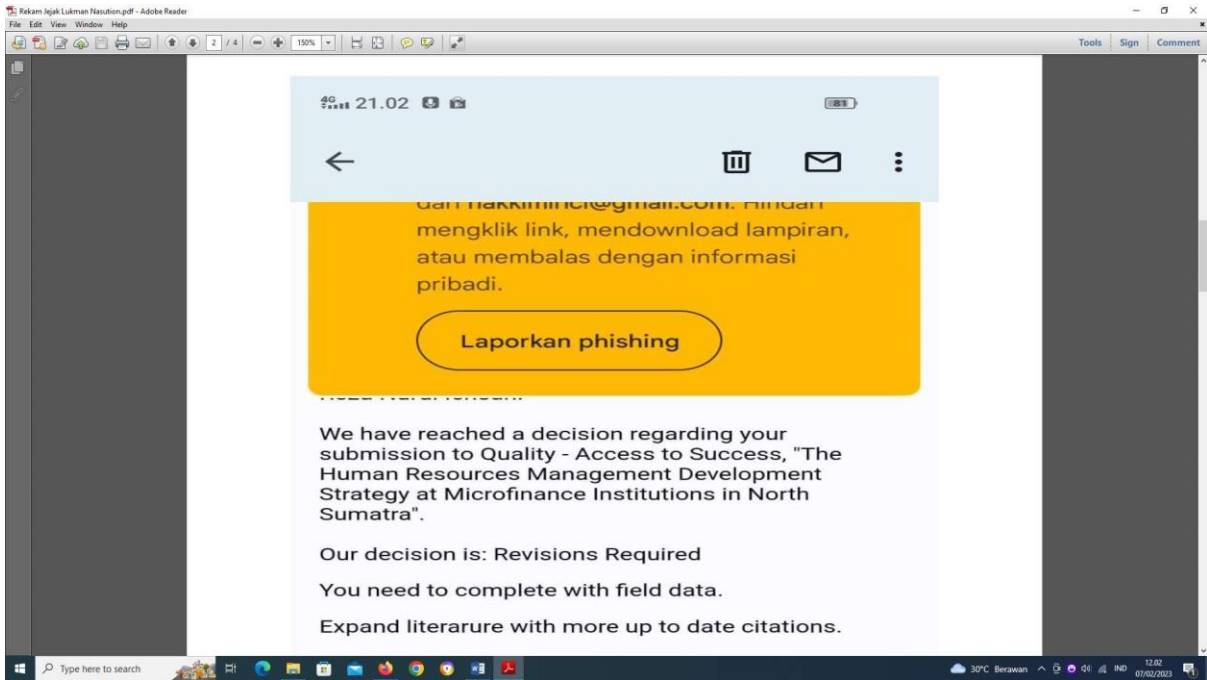 Rekam Jejak Lukman Nasution.pdf - Adobe Reader
File Edit View Window Help
2 / 4 150% Tools Sign Comment
4G 21.02 81
mengklik link, mendownload lampiran,
atau membalas dengan informasi
pribadi.
Laporkan phishing
We have reached a decision regarding your
submission to Quality - Access to Success, "The
Human Resources Management Development
Strategy at Microfinance Institutions in North
Sumatra".
Our decision is: Revisions Required
You need to complete with field data.
Expand literarure with more up to date citations.
Type here to search
30°C Berawan IND 12.02
07/02/2023